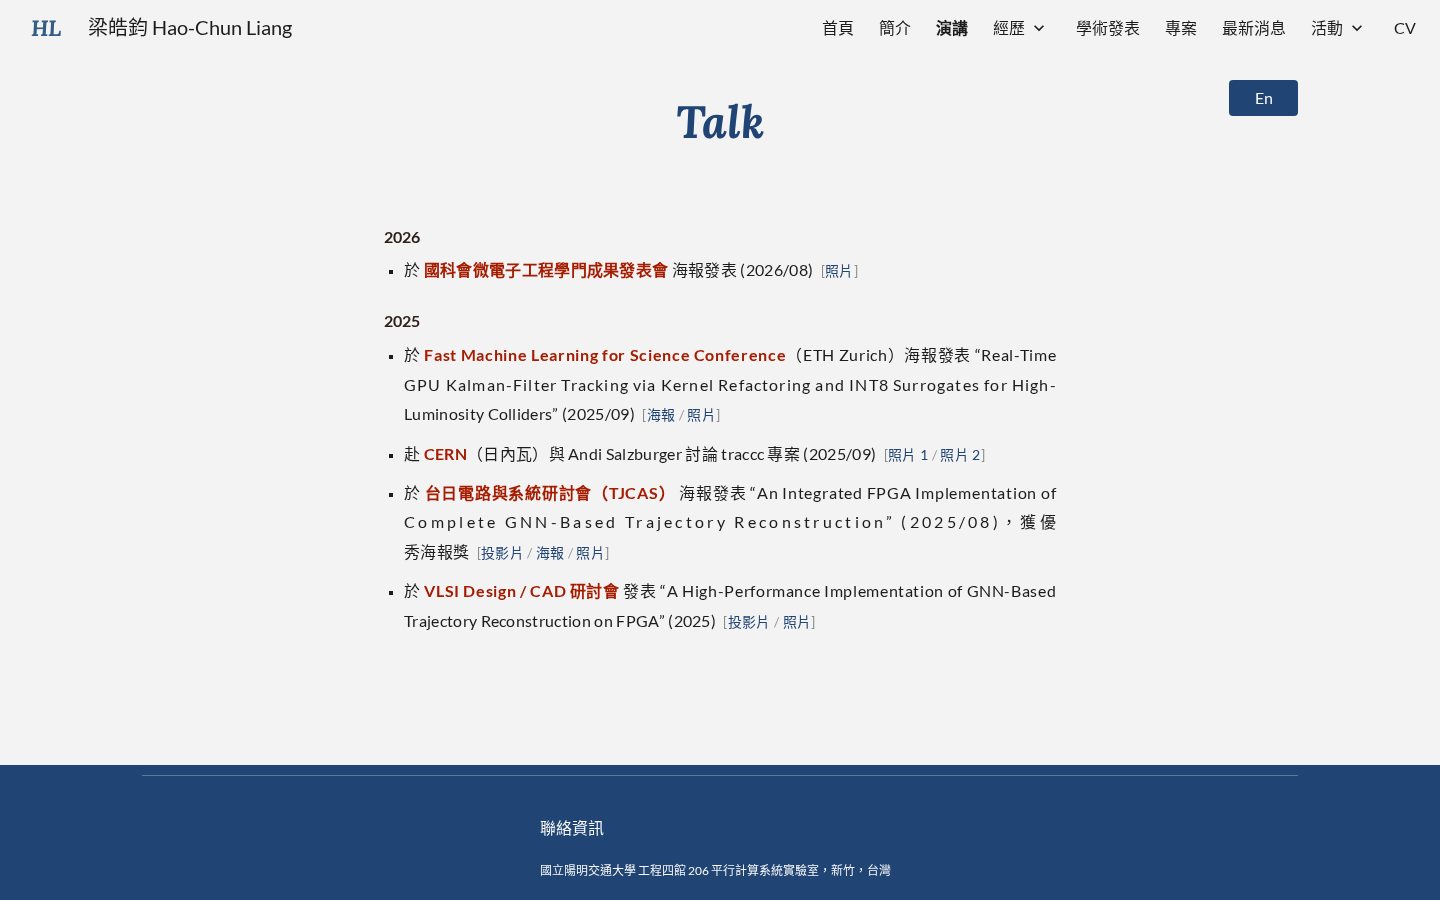 HL 梁皓鈞 Hao-Chun Liang 首頁 簡介 演講 經歷 學術發表 專案 最新消息 活動 CV
En
Talk
2026
於 國科會微電子工程學門成果發表會 海報發表 (2026/08) [照片]
2025
於 Fast Machine Learning for Science Conference（ETH Zurich）海報發表 “Real-Time
GPU Kalman-Filter Tracking via Kernel Refactoring and INT8 Surrogates for High-
Luminosity Colliders” (2025/09) [海報 / 照片]
赴 CERN（日內瓦）與 Andi Salzburger 討論 traccc 專案 (2025/09) [照片 1 / 照片 2]
於 台日電路與系統研討會（TJCAS） 海報發表 “An Integrated FPGA Implementation of
Complete GNN-Based Trajectory Reconstruction” (2025/08)，獲優
秀海報獎 [投影片 / 海報 / 照片]
於 VLSI Design / CAD 研討會 發表 “A High-Performance Implementation of GNN-Based
Trajectory Reconstruction on FPGA” (2025) [投影片 / 照片]
聯絡資訊
國立陽明交通大學 工程四館 206 平行計算系統實驗室，新竹，台灣